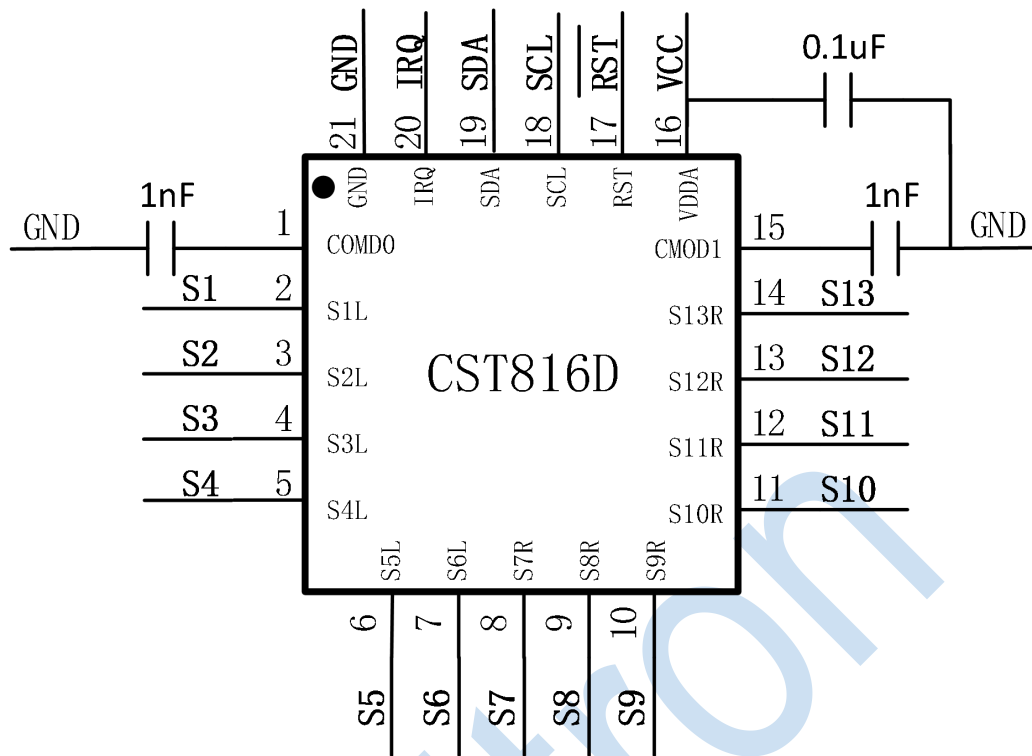 GND
IRQ
SDA
SCL
RST
VCC
0.1uF
21
20
19
18
17
16
GND
IRQ
SDA
SCL
RST
VDDA
1nF
GND
1
COMD0
CMOD1
15
1nF
GND
S1
2
S1L
S13R
14
S13
S2
3
S2L
CST816D
S12R
13
S12
S3
4
S3L
S11R
12
S11
S4
5
S4L
S10R
11
S10
S5L
S6L
S7R
S8R
S9R
6
7
8
9
10
S5
S6
S7
S8
S9
tron